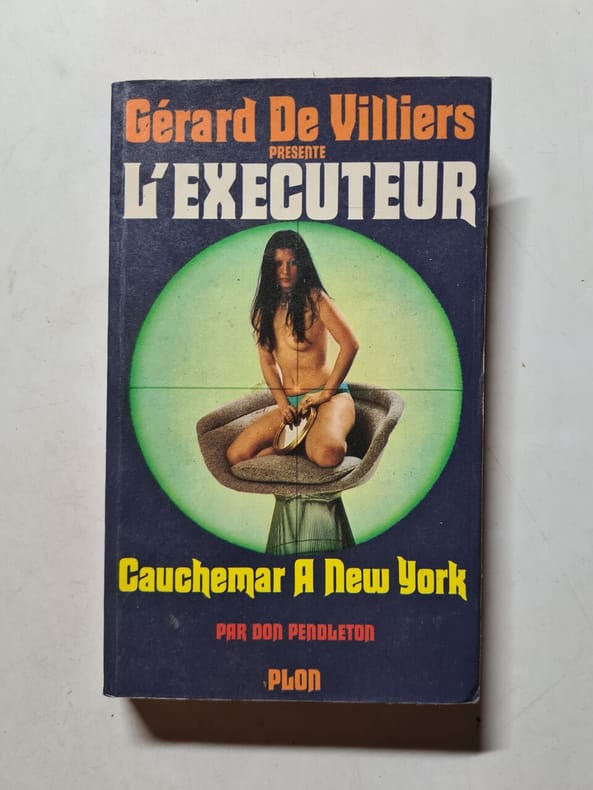 Gérard De Villiers
PRESENTE
L'EXECUTEUR
Cauchemar A New York
PAR DON PENDLETON
PLON